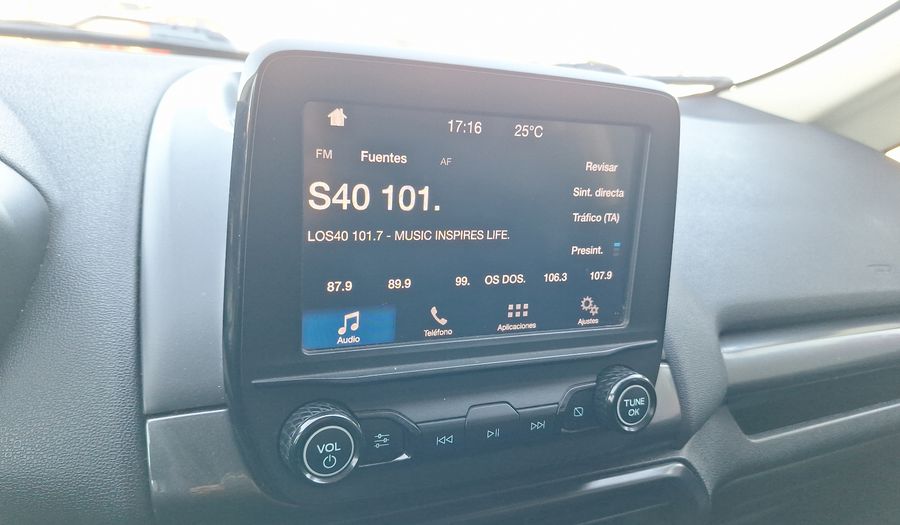 17:16 25°C
FM Fuentes AF
Revisar
S40 101.
Sint. directa
Tráfico (TA)
LOS40 101.7 - MUSIC INSPIRES LIFE.
Presint.
87.9 89.9 99. OS DOS. 106.3 107.9
Audio Teléfono Aplicaciones Ajustes
VOL
TUNE
OK